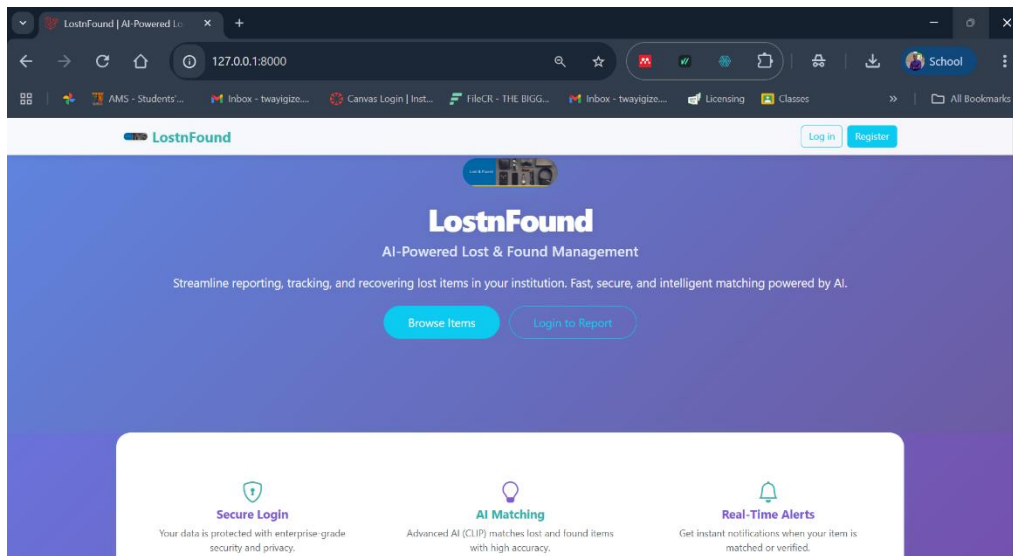 LostnFound | AI-Powered Lo
127.0.0.1:8000
School
AMS - Students'...
Inbox - twayigize....
Canvas Login | Inst...
FileCR - THE BIGG...
Inbox - twayigize....
Licensing
Classes
All Bookmarks
LostnFound
Log in
Register
Lost & Found
LostnFound
AI-Powered Lost & Found Management
Streamline reporting, tracking, and recovering lost items in your institution. Fast, secure, and intelligent matching powered by AI.
Browse Items
Login to Report
Secure Login
Your data is protected with enterprise-grade
security and privacy.
AI Matching
Advanced AI (CLIP) matches lost and found items
with high accuracy.
Real-Time Alerts
Get instant notifications when your item is
matched or verified.